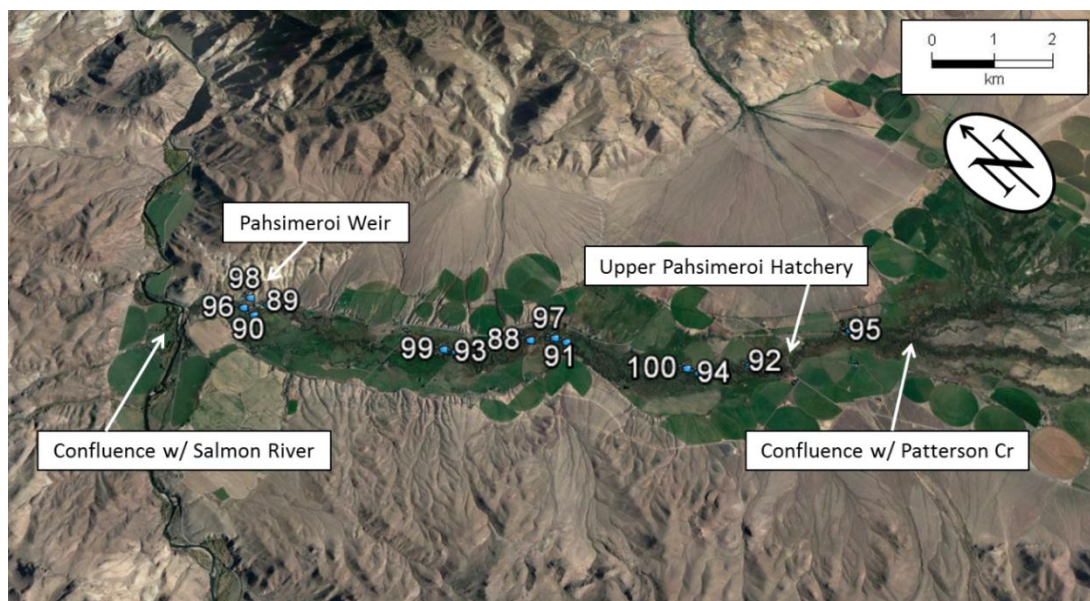 0 1 2
km
N
Pahsimeroi Weir
98
96 89
90
Upper Pahsimeroi Hatchery
97
88
99 93 91
95
100 94 92
Confluence w/ Salmon River
Confluence w/ Patterson Cr